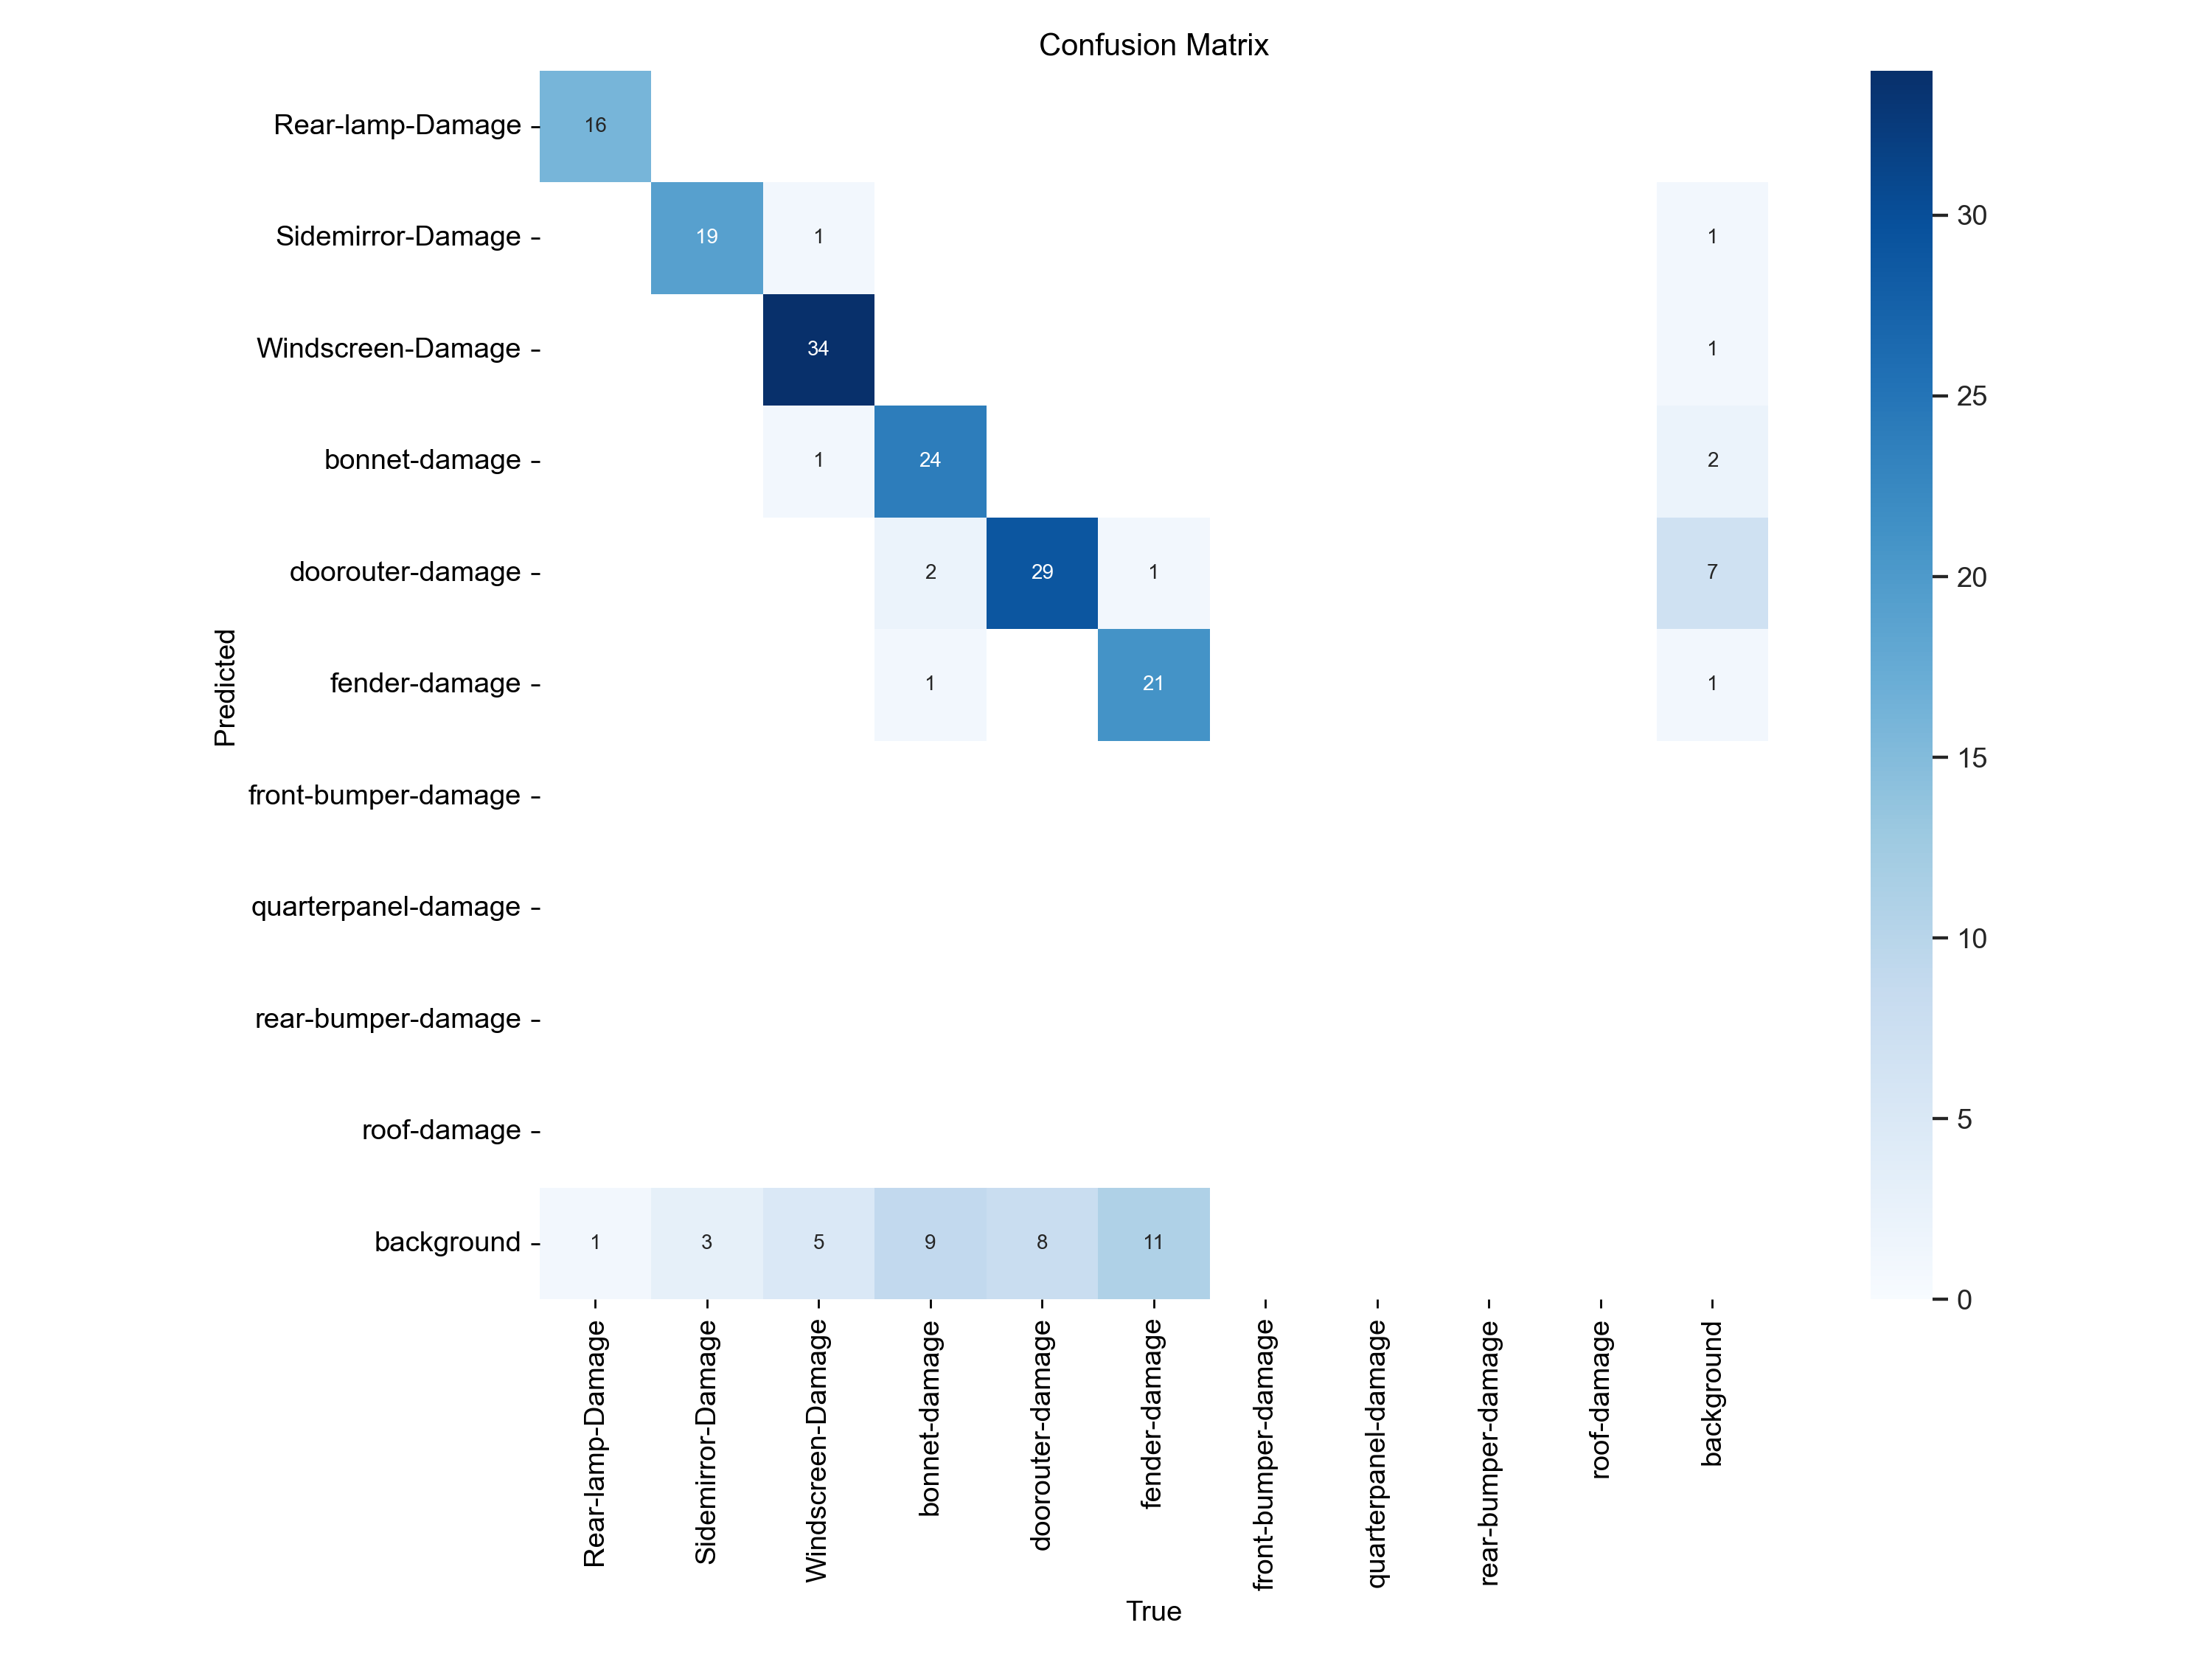 Confusion Matrix
Rear-lamp-Damage 16
Sidemirror-Damage 19 1 1
Windscreen-Damage 34 1
bonnet-damage 1 24 2
doorouter-damage 2 29 1 7
fender-damage 1 21 1
front-bumper-damage
quarterpanel-damage
rear-bumper-damage
roof-damage
background 1 3 5 9 8 11
Predicted
Rear-lamp-Damage
Sidemirror-Damage
Windscreen-Damage
bonnet-damage
doorouter-damage
fender-damage
front-bumper-damage
quarterpanel-damage
rear-bumper-damage
roof-damage
background
True
30
25
20
15
10
5
0